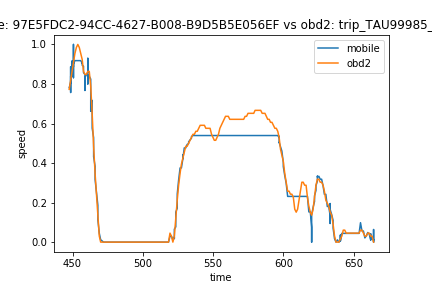 e: 97E5FDC2-94CC-4627-B008-B9D5B5E056EF vs obd2: trip_TAU99985_
mobile
obd2
1.0
0.8
0.6
0.4
0.2
0.0
speed
450 500 550 600 650
time